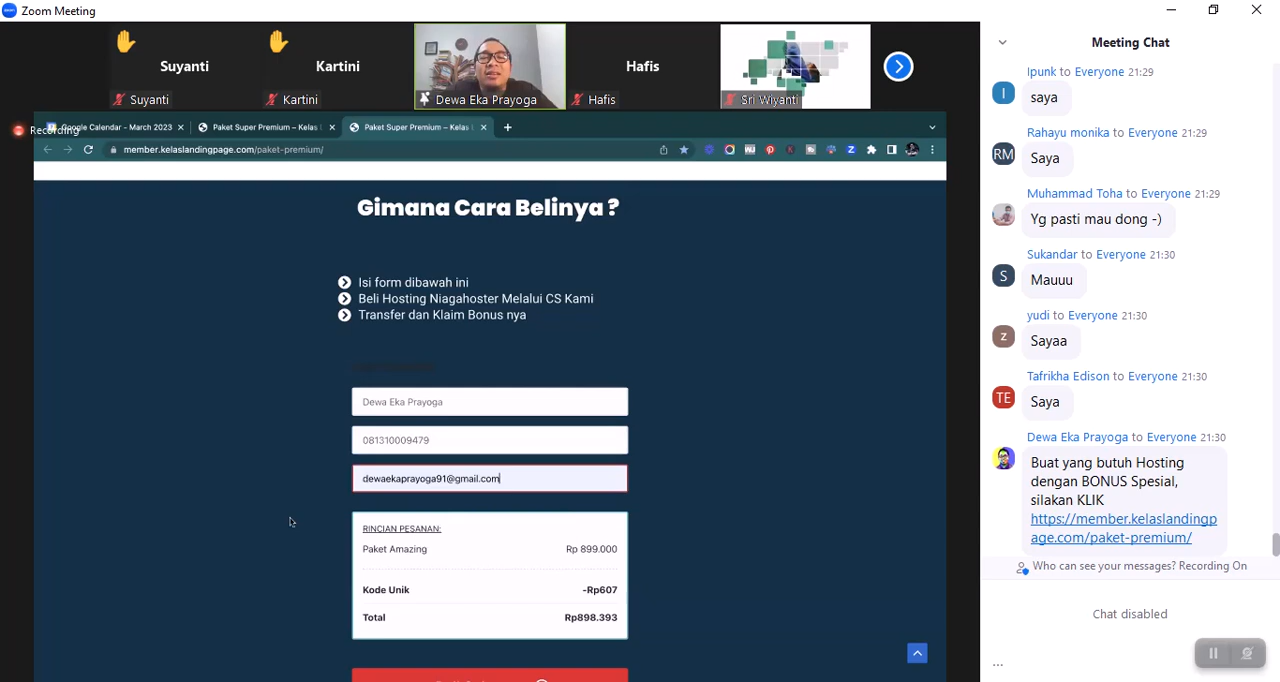 Zoom Meeting
Suyanti
Kartini
Hafis
Suyanti
Kartini
Dewa Eka Prayoga
Hafis
Sri Wiyanti
Recording
Google Calendar – March 2023
Paket Super Premium – Kelas
Paket Super Premium – Kelas
member.kelaslandingpage.com/paket-premium/
Gimana Cara Belinya ?
Isi form dibawah ini
Beli Hosting Niagahoster Melalui CS Kami
Transfer dan Klaim Bonus nya
Dewa Eka Prayoga
081310009479
dewaekaprayoga91@gmail.com
RINCIAN PESANAN:
Paket Amazing Rp 899.000
Kode Unik -Rp607
Total Rp898.393
Meeting Chat
Ipunk to Everyone 21:29
I
saya
Rahayu monika to Everyone 21:29
RM
Saya
Muhammad Toha to Everyone 21:29
Yg pasti mau dong -)
Sukandar to Everyone 21:30
S
Mauuu
yudi to Everyone 21:30
z
Sayaa
Tafrikha Edison to Everyone 21:30
TE
Saya
Dewa Eka Prayoga to Everyone 21:30
Buat yang butuh Hosting
dengan BONUS Spesial,
silakan KLIK
https://member.kelaslandingp
age.com/paket-premium/
Who can see your messages? Recording On
Chat disabled
...